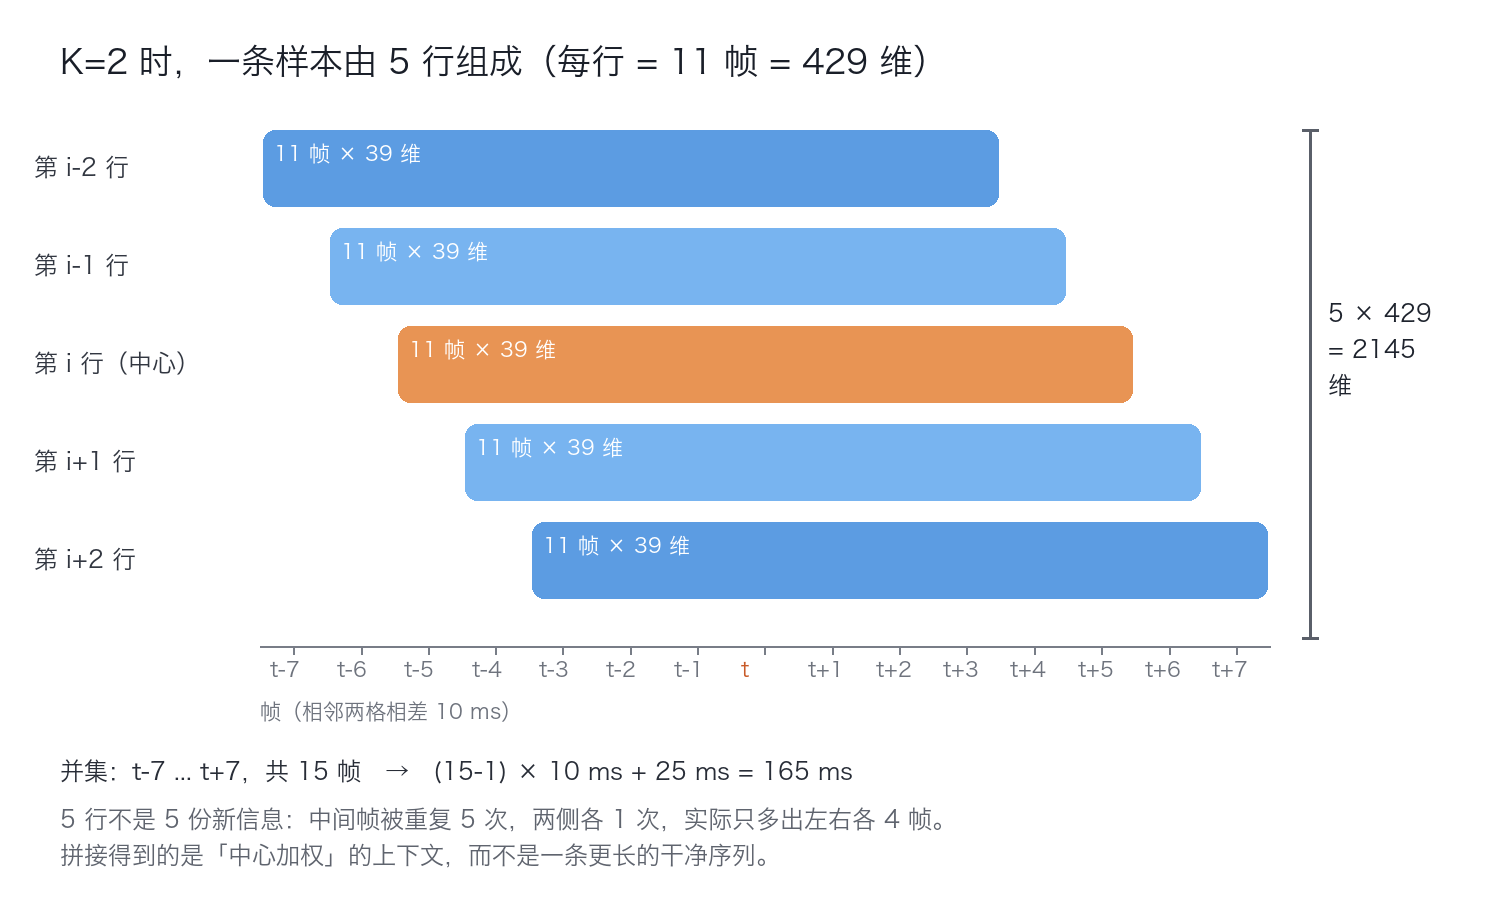 K=2 时，一条样本由 5 行组成（每行 = 11 帧 = 429 维）
第 i-2 行
11 帧 × 39 维
第 i-1 行
11 帧 × 39 维
第 i 行（中心）
11 帧 × 39 维
第 i+1 行
11 帧 × 39 维
第 i+2 行
11 帧 × 39 维
5 × 429
= 2145
维
t-7 t-6 t-5 t-4 t-3 t-2 t-1 t t+1 t+2 t+3 t+4 t+5 t+6 t+7
帧（相邻两格相差 10 ms）
并集：t-7 ... t+7，共 15 帧 → (15-1) × 10 ms + 25 ms = 165 ms
5 行不是 5 份新信息：中间帧被重复 5 次，两侧各 1 次，实际只多出左右各 4 帧。
拼接得到的是「中心加权」的上下文，而不是一条更长的干净序列。